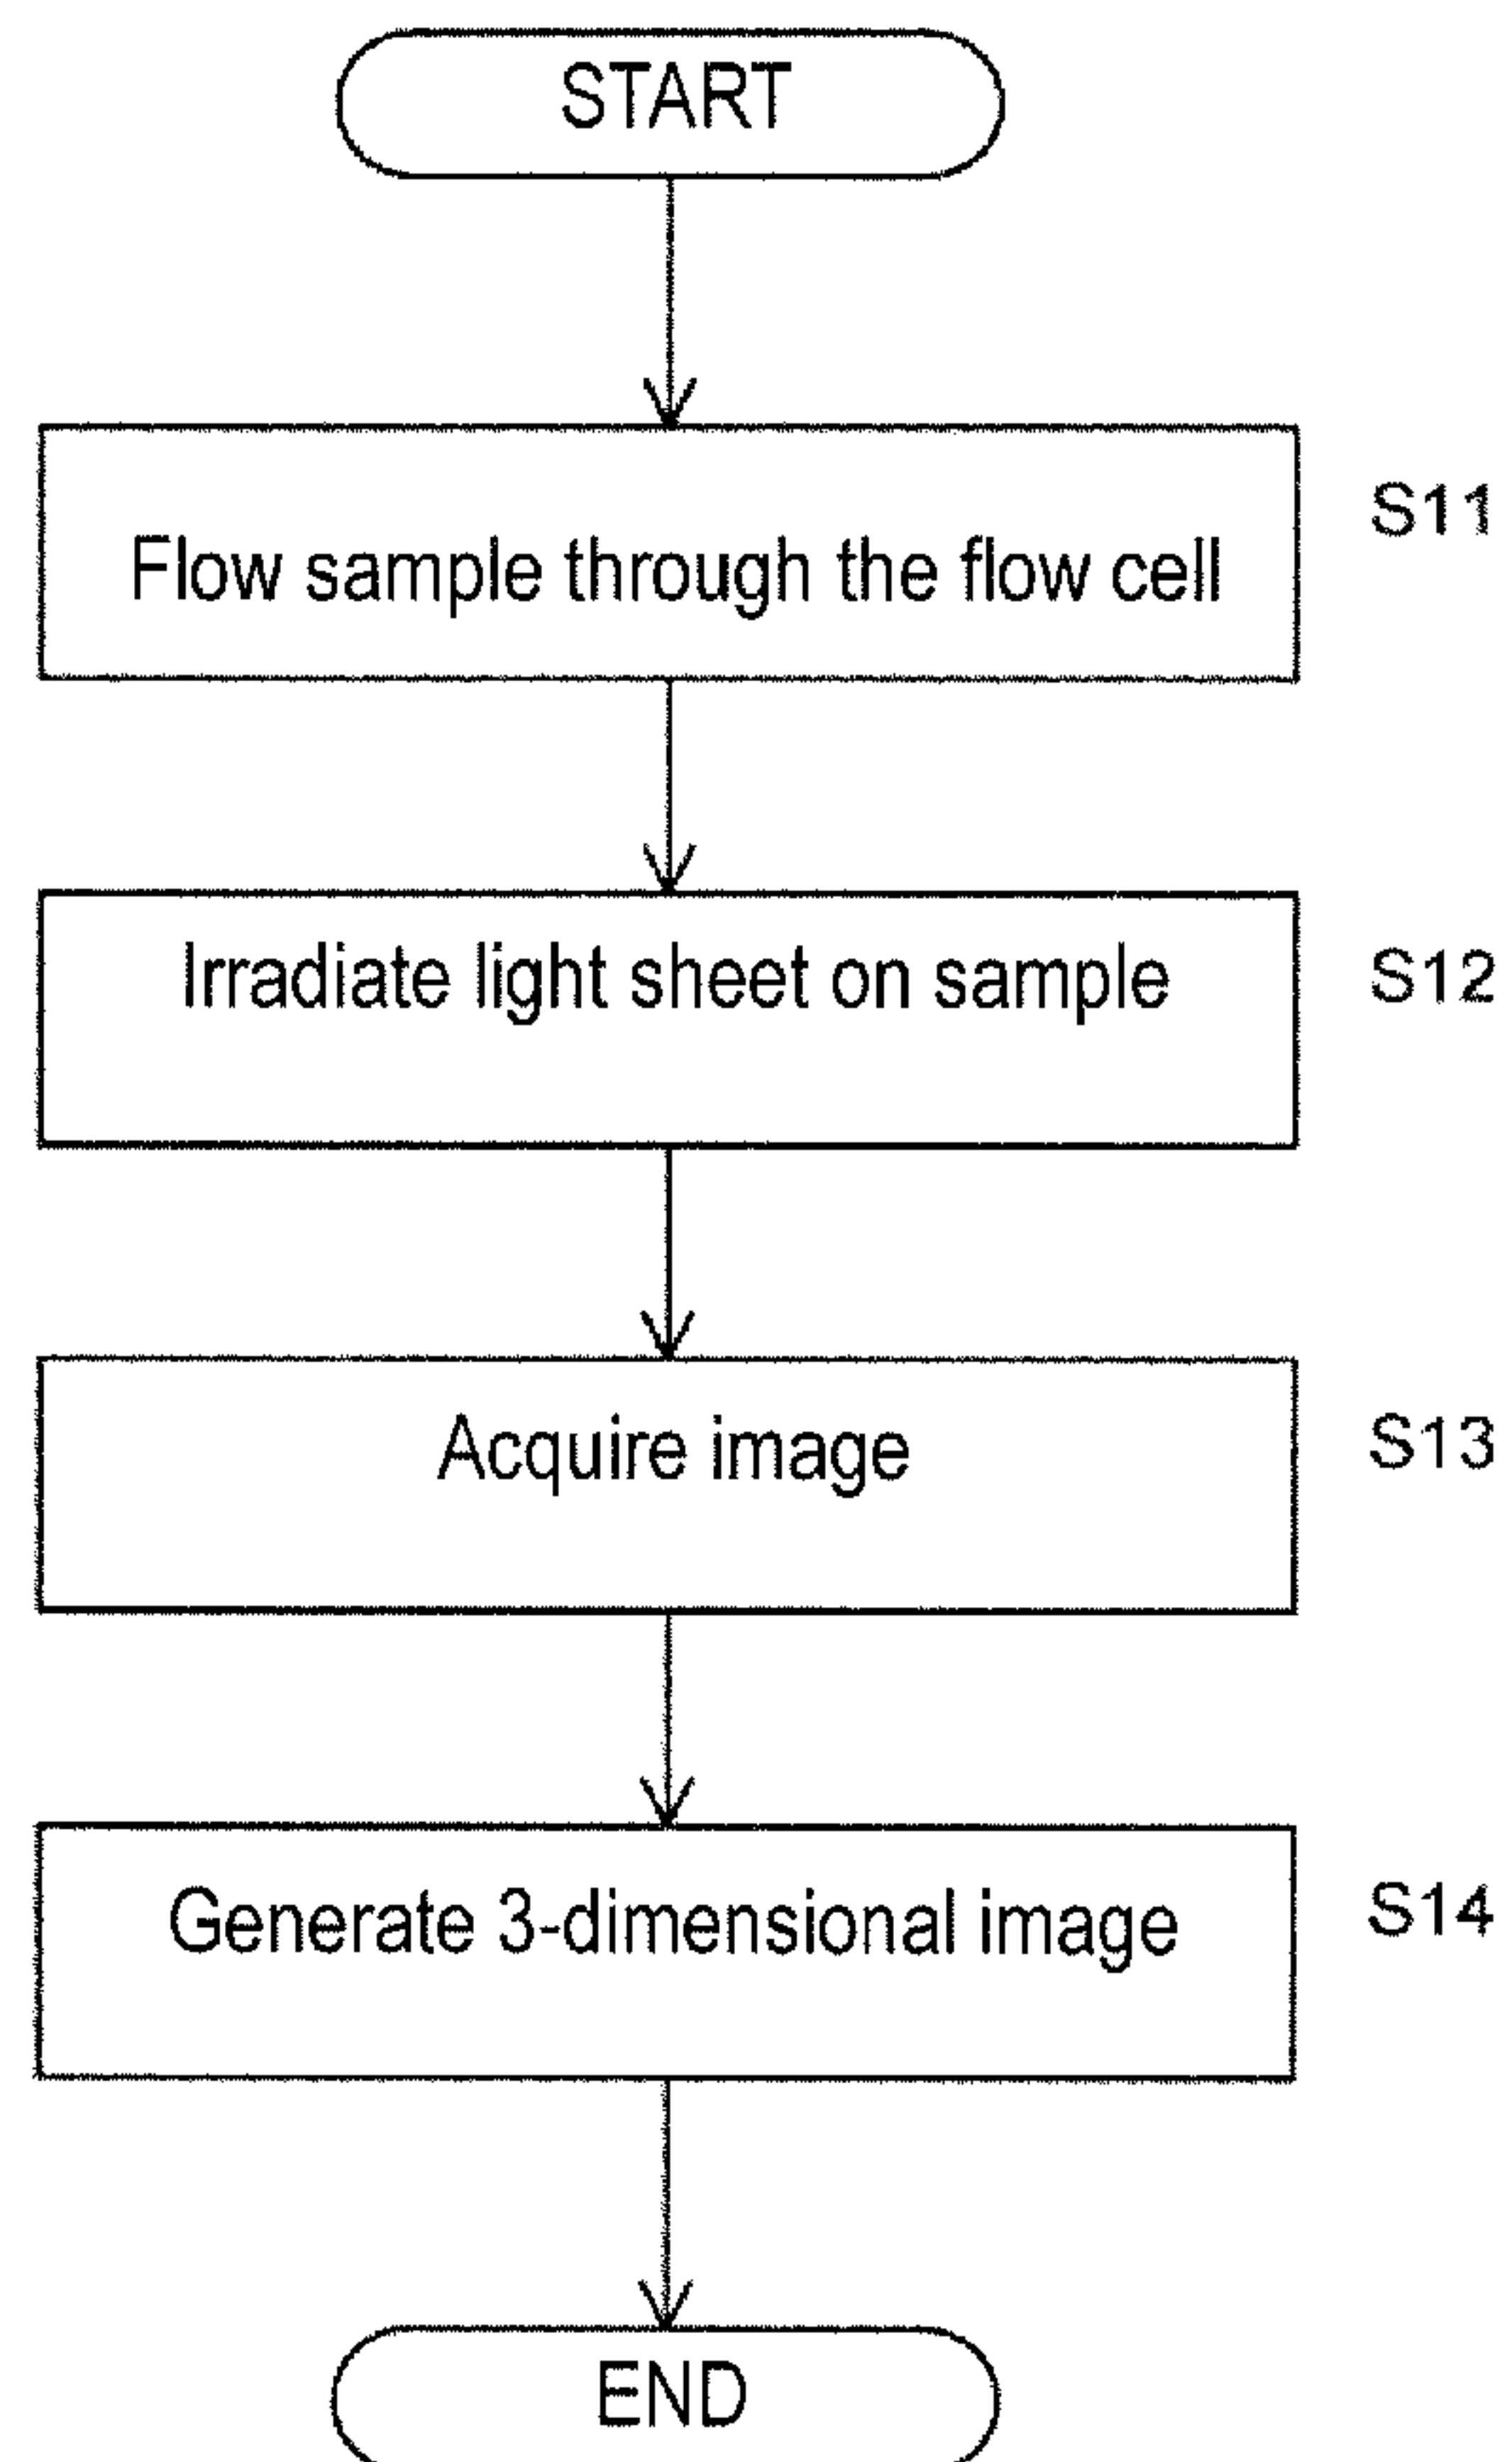 START
S11
Flow sample through the flow cell
Irradiate light sheet on sample
S12
Acquire image
S13
Generate 3-dimensional image
S14
END